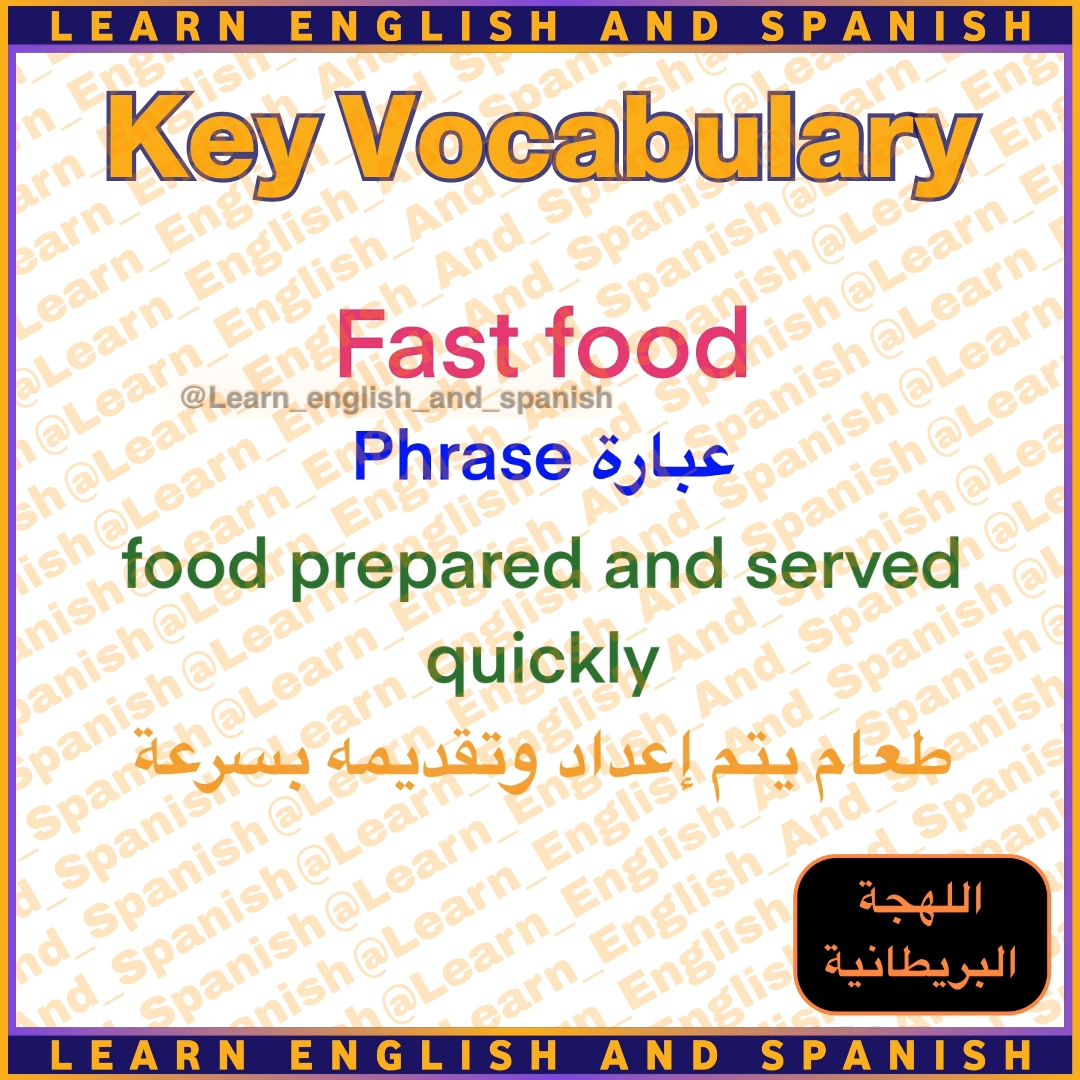 LEARN ENGLISH AND SPANISH
Key Vocabulary
Fast food
@Learn_english_and_spanish
Phrase عبارة
food prepared and served
quickly
طعام يتم إعداد وتقديمه بسرعة
اللهجة
البريطانية
LEARN ENGLISH AND SPANISH